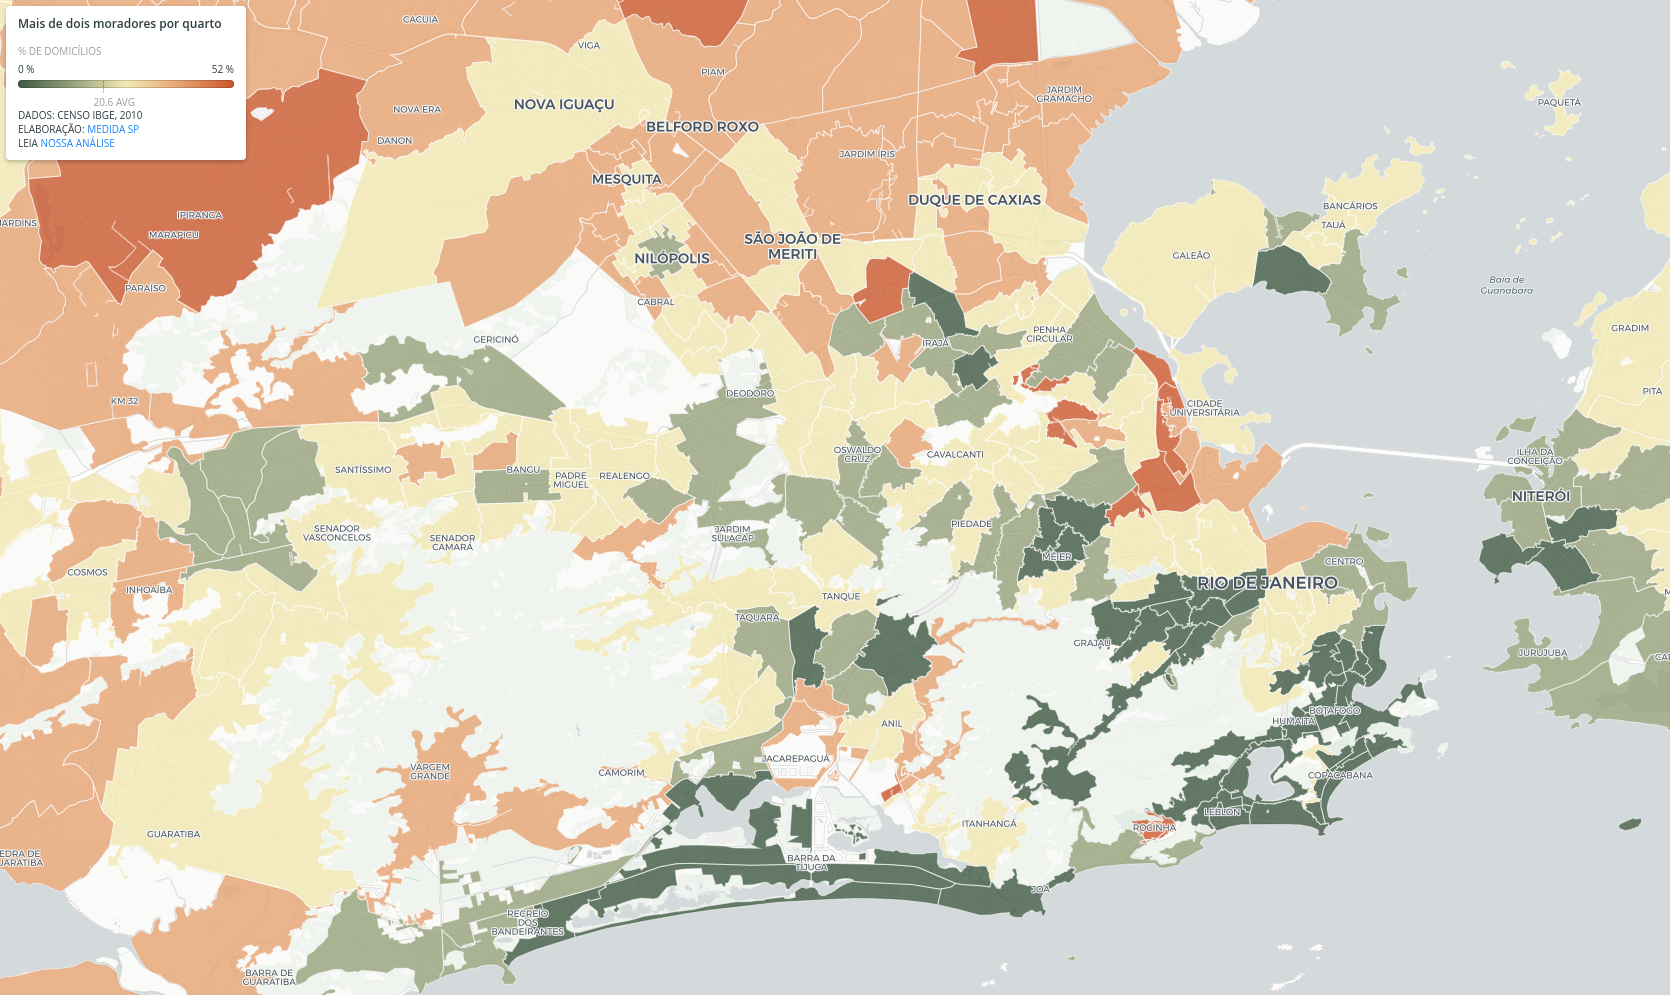 Mais de dois moradores por quarto
% DE DOMICÍLIOS
0 %
52 %
20.6 AVG
DADOS: CENSO IBGE, 2010
ELABORAÇÃO: MEDIDA SP
LEIA NOSSA ANÁLISE
CACUIA
VIGA
PIAM
NOVA ERA
NOVA IGUAÇU
JARDIM
GRAMACHO
PAQUETÁ
BELFORD ROXO
DANON
JARDIM IRIS
MESQUITA
DUQUE DE CAXIAS
BANCÁRIOS
TAUÁ
IPIRANGA
JARDINS
MARAPICU
SÃO JOÃO DE
MERITI
NILÓPOLIS
GALEÃO
Baía de
Guanabara
PARAÍSO
CABRAL
GERICINÓ
IRAJÁ
PENHA
CIRCULAR
GRADIM
DEODORO
PITA
KM 32
CIDADE
UNIVERSITÁRIA
OSWALDO
CRUZ
CAVALCANTI
ILHA DA
CONCEIÇÃO
SANTÍSSIMO
BANGU
PADRE
MIGUEL
REALENGO
NITERÓI
SENADOR
VASCONCELOS
SENADOR
CAMARÁ
JARDIM
SULACAP
PIEDADE
MÉIER
CENTRO
COSMOS
INHOAÍBA
TANQUE
RIO DE JANEIRO
TAQUARA
GRAJAÚ
JURUJUBA
BOTAFOGO
HUMAITÁ
ANIL
JACAREPAGUÁ
VARGEM
GRANDE
CAMORIM
COPACABANA
LEBLON
ITANHANGÁ
ROCINHA
GUARATIBA
EDRA DE
UARATIBA
BARRA DA
TIJUCA
JOÁ
RECREIO
DOS
BANDEIRANTES
BARRA DE
GUARATIBA